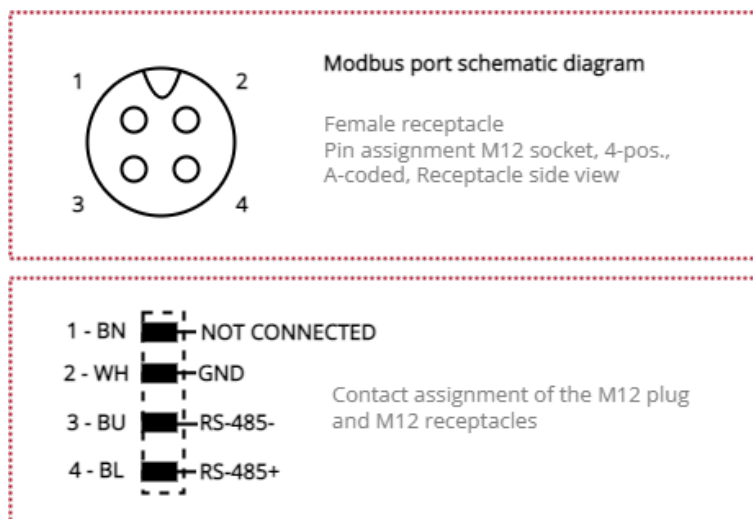 Modbus port schematic diagram
1
2
3
4
Female receptacle
Pin assignment M12 socket, 4-pos.,
A-coded, Receptacle side view
1 - BN NOT CONNECTED
2 - WH GND
3 - BU RS-485-
4 - BL RS-485+
Contact assignment of the M12 plug
and M12 receptacles